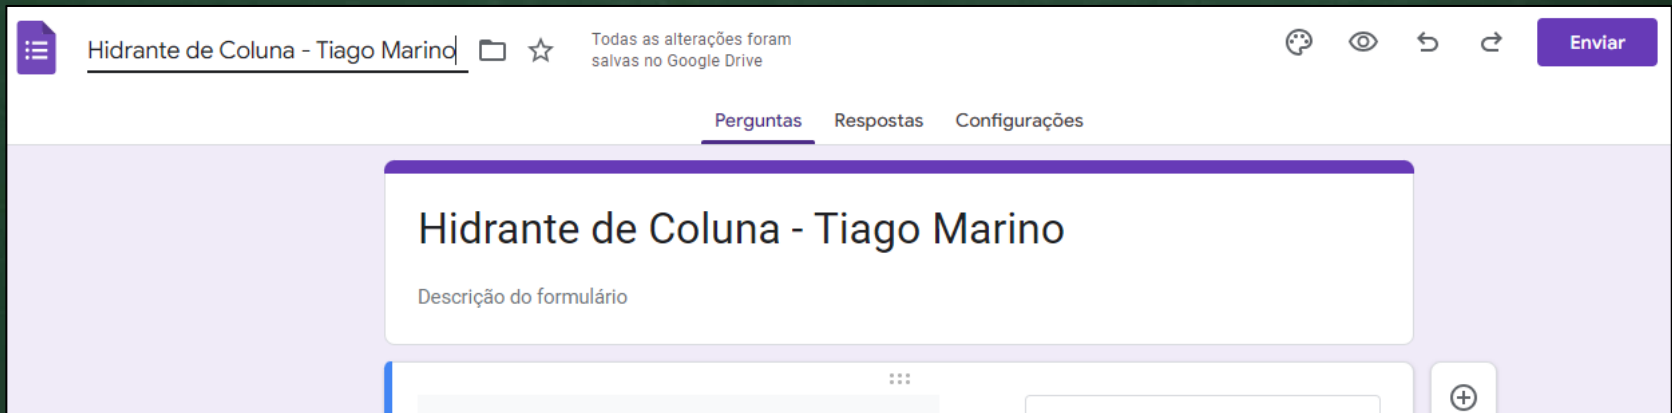 Hidrante de Coluna - Tiago Marino
Todas as alterações foram
salvas no Google Drive
Enviar
Perguntas Respostas Configurações
Hidrante de Coluna - Tiago Marino
Descrição do formulário